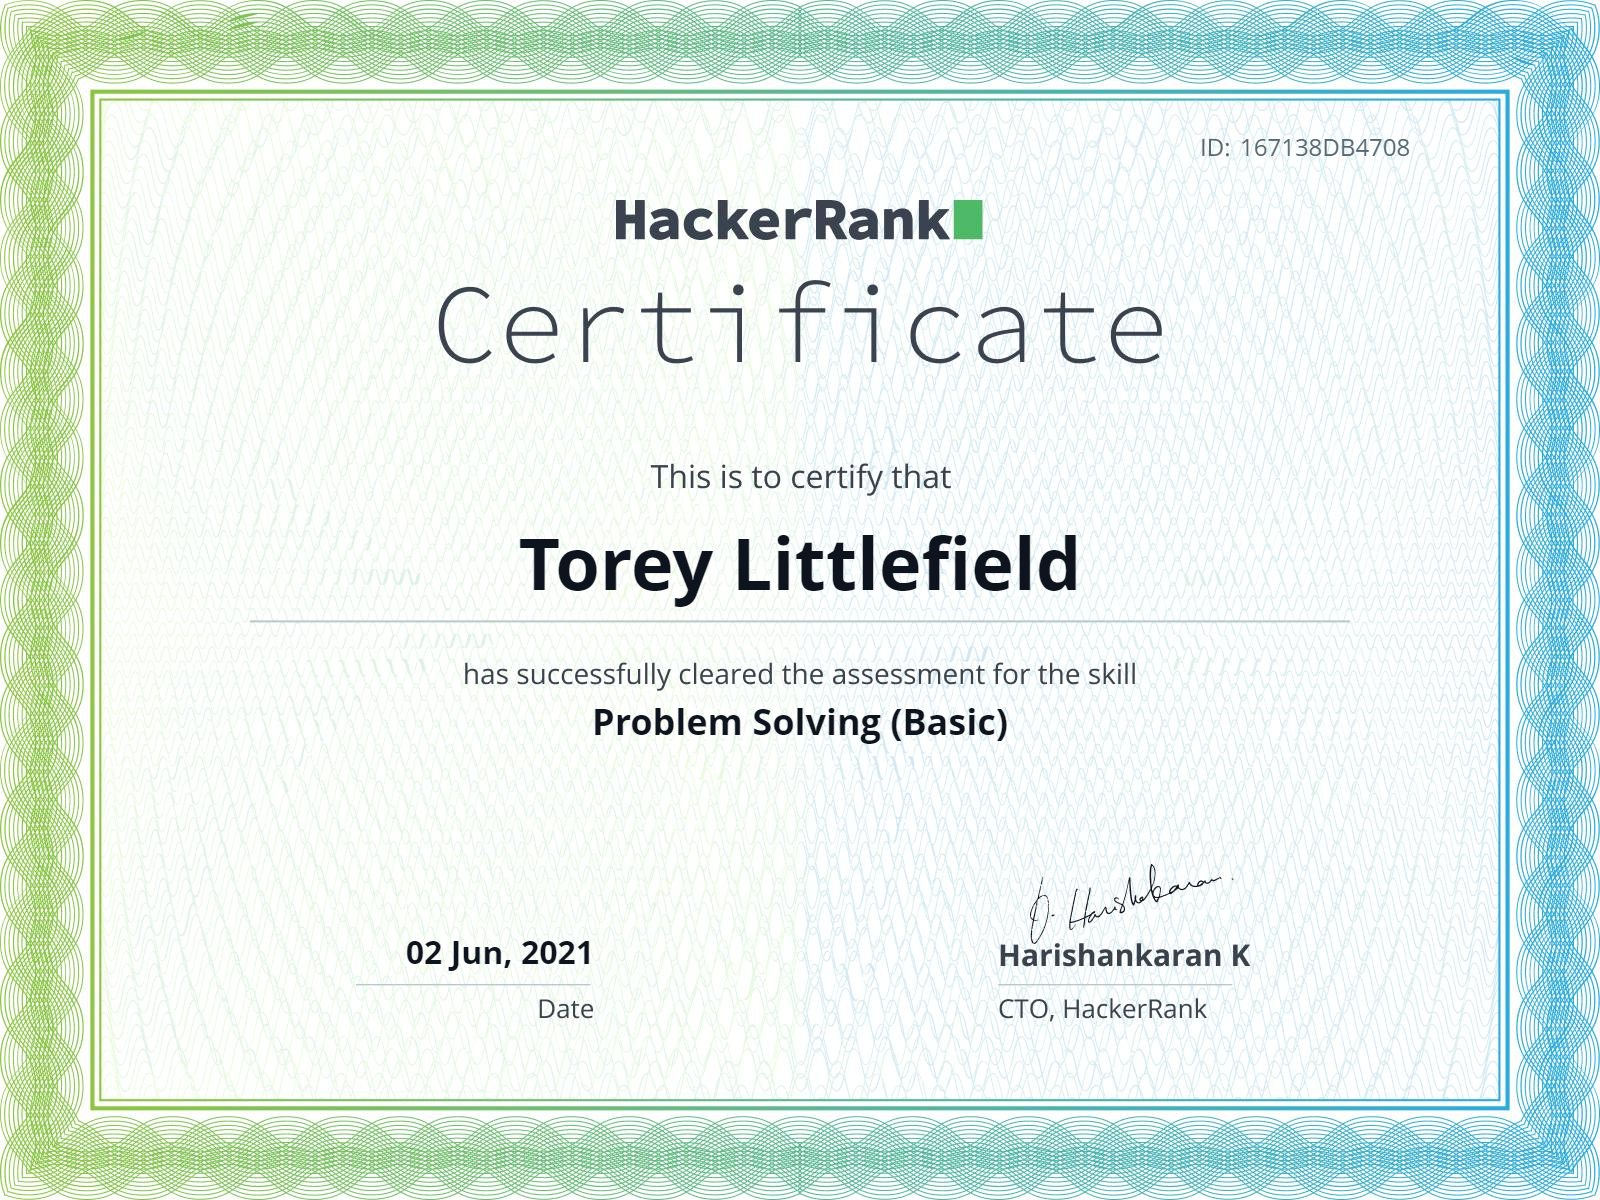 ID: 167138DB4708
HackerRank
Certificate
This is to certify that
Torey Littlefield
has successfully cleared the assessment for the skill
Problem Solving (Basic)
J. Harishankaran
02 Jun, 2021
Harishankaran K
Date
CTO, HackerRank